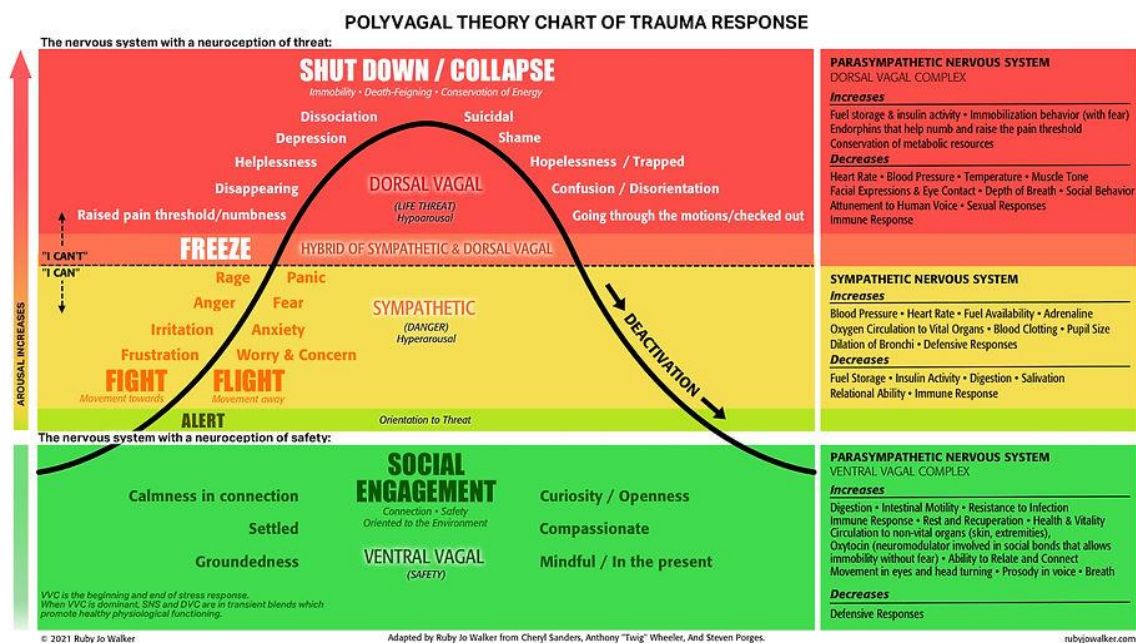 POLYVAGAL THEORY CHART OF TRAUMA RESPONSE
The nervous system with a neuroception of threat:
SHUT DOWN / COLLAPSE
Immobility • Death-Feigning • Conservation of Energy
Dissociation
Suicidal
Depression
Shame
Helplessness
Hopelessness / Trapped
Disappearing
DORSAL VAGAL
Confusion / Disorientation
(LIFE THREAT)
Hypoarousal
Raised pain threshold/numbness
Going through the motions/checked out
"I CAN'T"
FREEZE
HYBRID OF SYMPATHETIC & DORSAL VAGAL
"I CAN"
Rage
Panic
Anger
Fear
SYMPATHETIC
(DANGER)
Hyperarousal
Irritation
Anxiety
Frustration
Worry & Concern
FIGHT
Movement towards
FLIGHT
Movement away
DEACTIVATION
AROUSAL INCREASES
ALERT
Orientation to Threat
The nervous system with a neuroception of safety:
SOCIAL
ENGAGEMENT
Connection • Safety
Oriented to the Environment
Calmness in connection
Curiosity / Openness
Settled
Compassionate
Groundedness
VENTRAL VAGAL
(SAFETY)
Mindful / In the present
VVC is the beginning and end of stress response.
When VVC is dominant, SNS and DVC are in transient blends which
promote healthy physiological functioning.
PARASYMPATHETIC NERVOUS SYSTEM
DORSAL VAGAL COMPLEX
Increases
Fuel storage & insulin activity • Immobilization behavior (with fear)
Endorphins that help numb and raise the pain threshold
Conservation of metabolic resources
Decreases
Heart Rate • Blood Pressure • Temperature • Muscle Tone
Facial Expressions & Eye Contact • Depth of Breath • Social Behavior
Attunement to Human Voice • Sexual Responses
Immune Response
SYMPATHETIC NERVOUS SYSTEM
Increases
Blood Pressure • Heart Rate • Fuel Availability • Adrenaline
Oxygen Circulation to Vital Organs • Blood Clotting • Pupil Size
Dilation of Bronchi • Defensive Responses
Decreases
Fuel Storage • Insulin Activity • Digestion • Salivation
Relational Ability • Immune Response
PARASYMPATHETIC NERVOUS SYSTEM
VENTRAL VAGAL COMPLEX
Increases
Digestion • Intestinal Motility • Resistance to Infection
Immune Response • Rest and Recuperation • Health & Vitality
Circulation to non-vital organs (skin, extremities),
Oxytocin (neuromodulator involved in social bonds that allows
immobility without fear) • Ability to Relate and Connect
Movement in eyes and head turning • Prosody in voice • Breath
Decreases
Defensive Responses
© 2021 Ruby Jo Walker
Adapted by Ruby Jo Walker from Cheryl Sanders, Anthony "Twig" Wheeler, And Steven Porges.
rubyjowalker.com